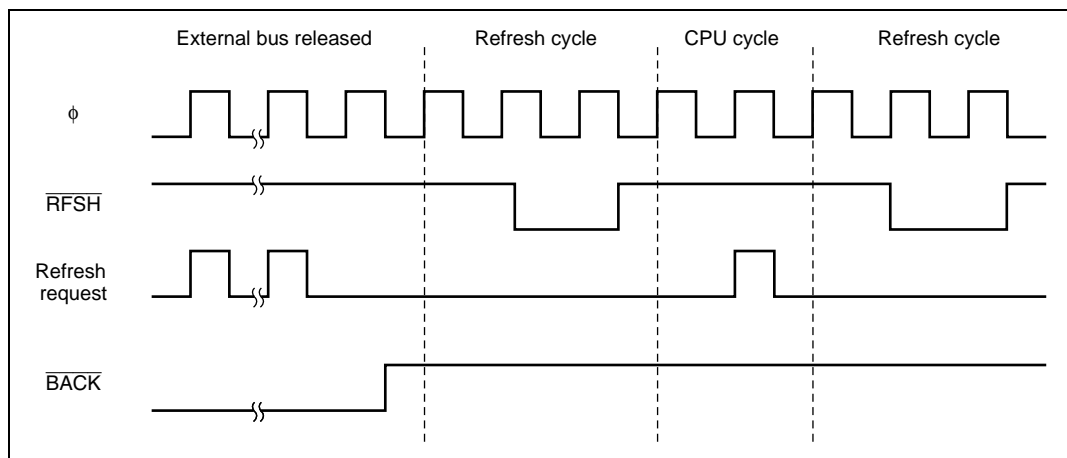 External bus released Refresh cycle CPU cycle Refresh cycle
ϕ
RFSH
Refresh
request
BACK